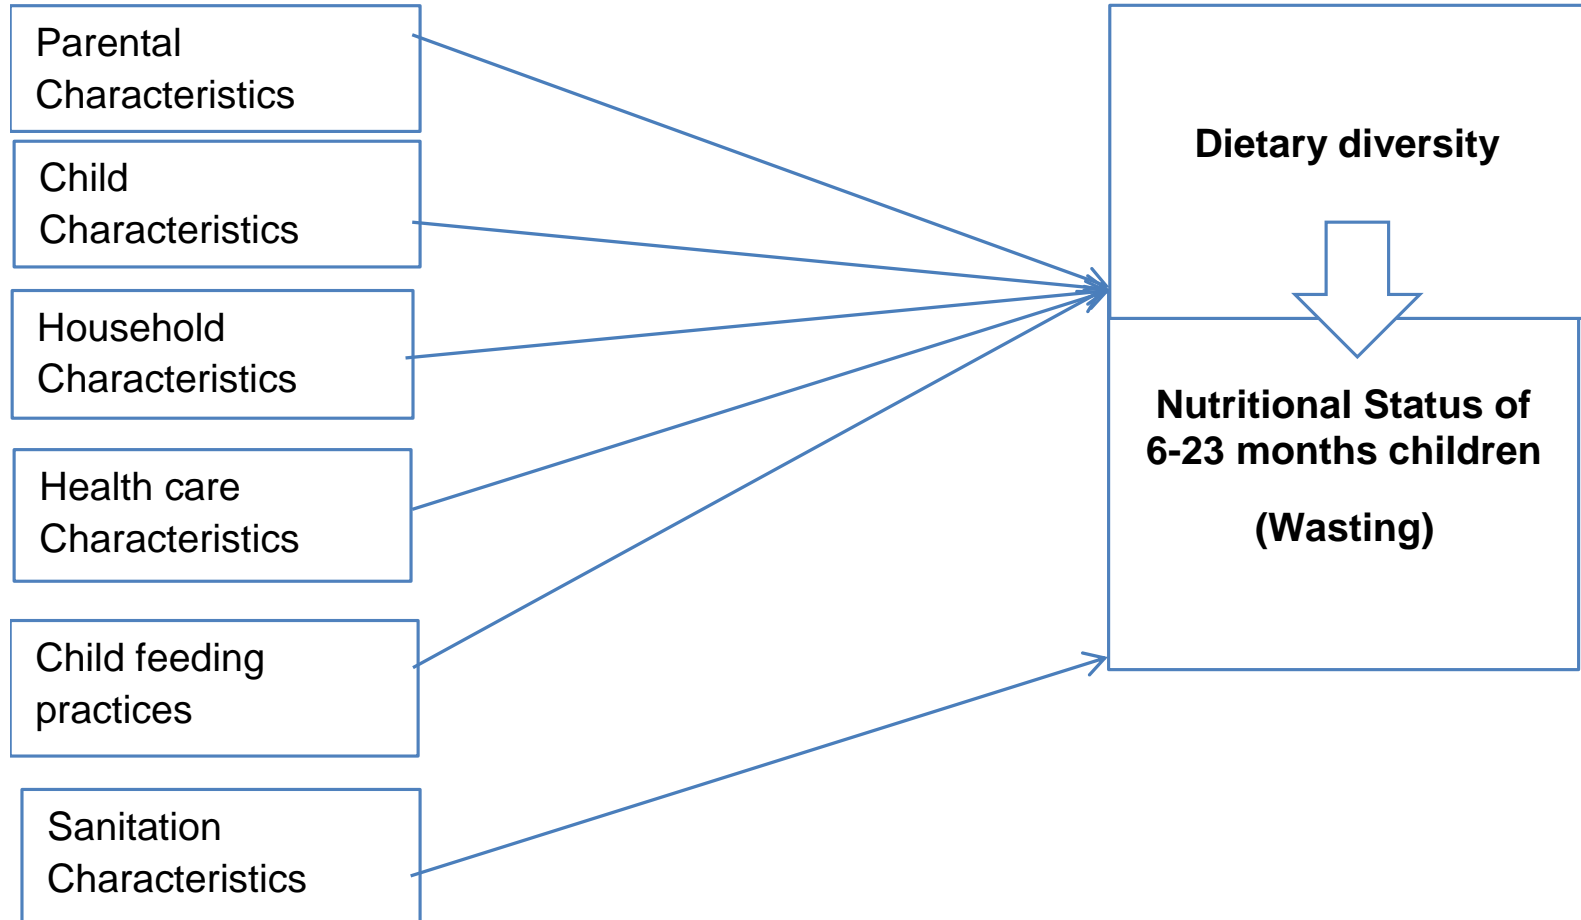 Parental
Characteristics
Child
Characteristics
Household
Characteristics
Health care
Characteristics
Child feeding
practices
Sanitation
Characteristics
Dietary diversity
Nutritional Status of
6-23 months children
(Wasting)